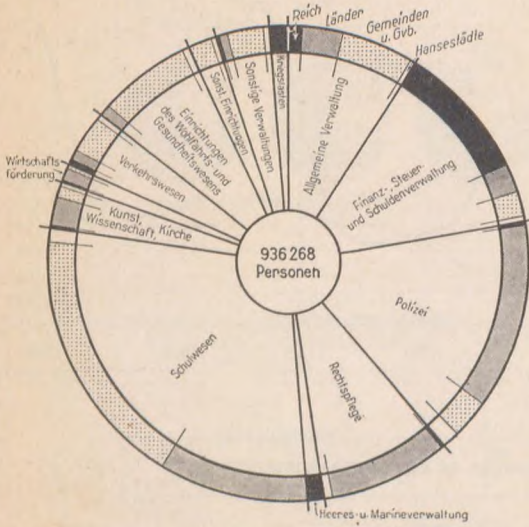 Reich
Länder
Gemeinden
u. Gvb.
Hansestädte
Allgemeine Verwaltung
Finanz-, Steuer-
und Schuldenverwaltung
Polizei
Rechtspflege
Heeres- u. Marineverwaltung
Schulwesen
Kunst,
Wissenschaft, Kirche
Wirtschafts
förderung
Verkehrswesen
Einrichtungen
des Wohlfahrts- und
Gesundheitswesens
Sonst. Einrichtungen
Sonstige Verwaltungen
Kriegslasten
936 268
Personen